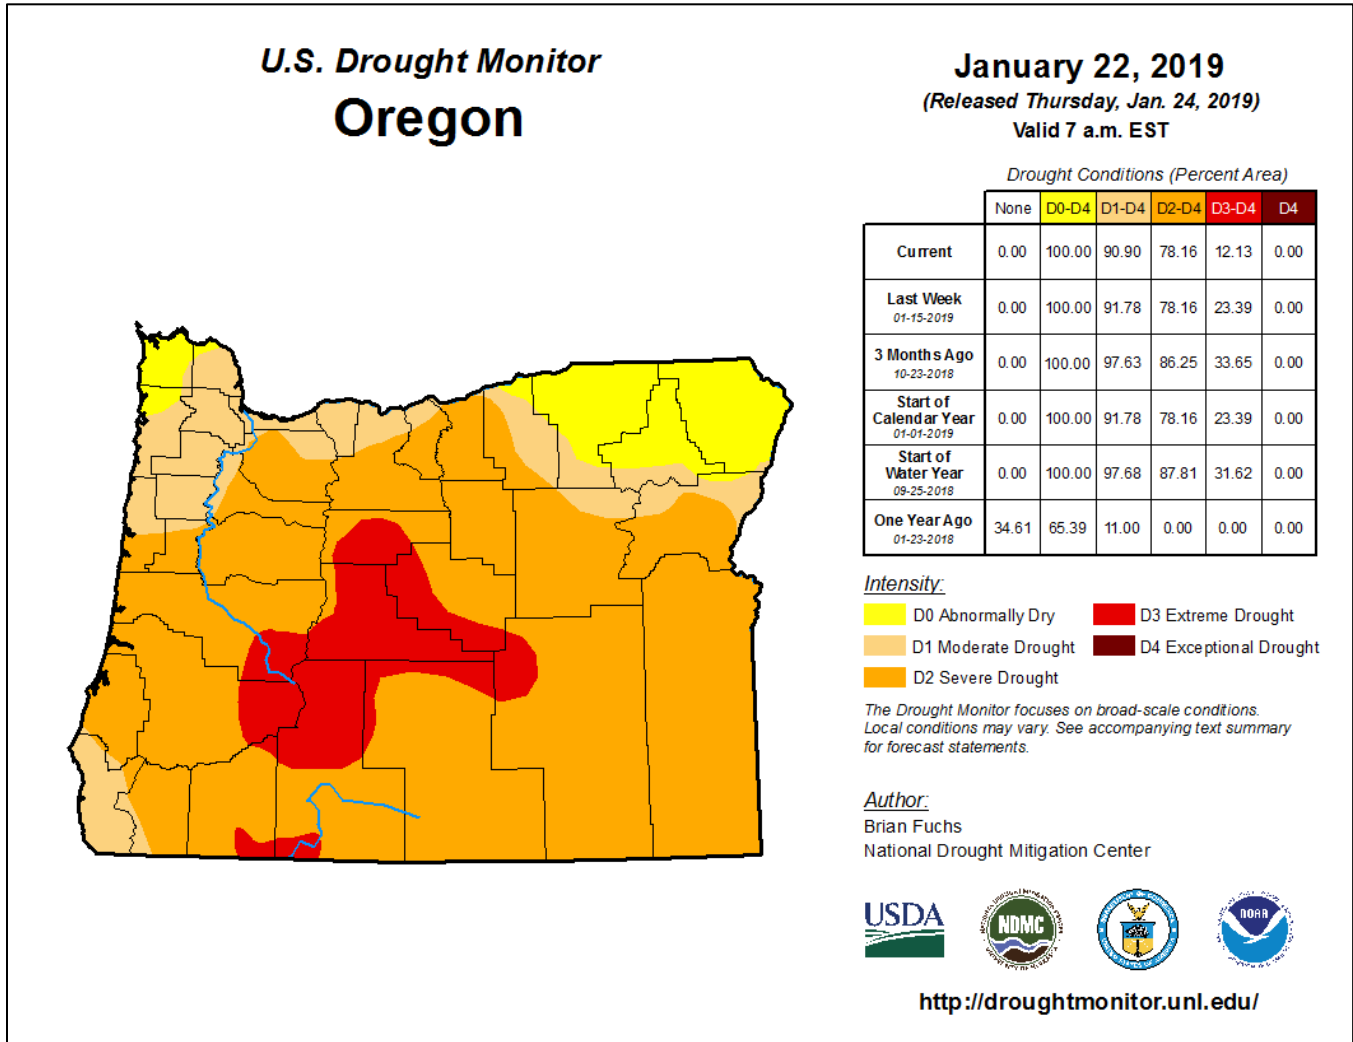 U.S. Drought Monitor
Oregon
January 22, 2019
(Released Thursday, Jan. 24, 2019)
Valid 7 a.m. EST
Drought Conditions (Percent Area)
None D0-D4 D1-D4 D2-D4 D3-D4 D4
Current 0.00 100.00 90.90 78.16 12.13 0.00
Last Week
01-15-2019 0.00 100.00 91.78 78.16 23.39 0.00
3 Months Ago
10-23-2018 0.00 100.00 97.63 86.25 33.65 0.00
Start of
Calendar Year
01-01-2019 0.00 100.00 91.78 78.16 23.39 0.00
Start of
Water Year
09-25-2018 0.00 100.00 97.68 87.81 31.62 0.00
One Year Ago
01-23-2018 34.61 65.39 11.00 0.00 0.00 0.00
Intensity:
D0 Abnormally Dry
D1 Moderate Drought
D2 Severe Drought
D3 Extreme Drought
D4 Exceptional Drought
The Drought Monitor focuses on broad-scale conditions.
Local conditions may vary. See accompanying text summary
for forecast statements.
Author:
Brian Fuchs
National Drought Mitigation Center
USDA
NDMC
NOAA
http://droughtmonitor.unl.edu/